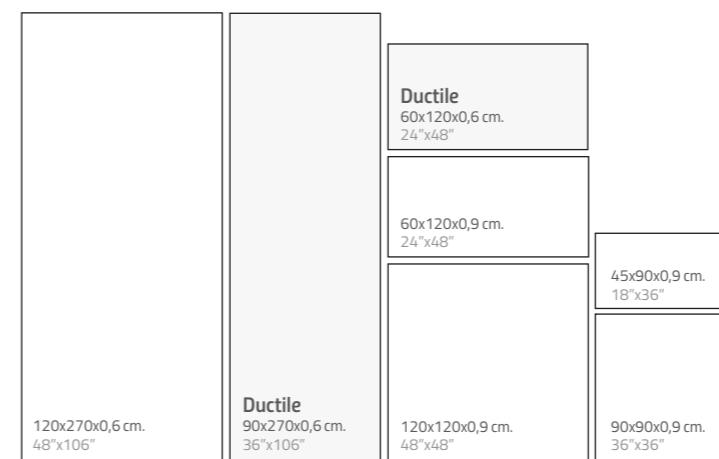 120x270x0,6 cm.
48”x106”
Ductile
90x270x0,6 cm.
36”x106”
Ductile
60x120x0,6 cm.
24”x48”
60x120x0,9 cm.
24”x48”
120x120x0,9 cm.
48”x48”
45x90x0,9 cm.
18”x36”
90x90x0,9 cm.
36”x36”